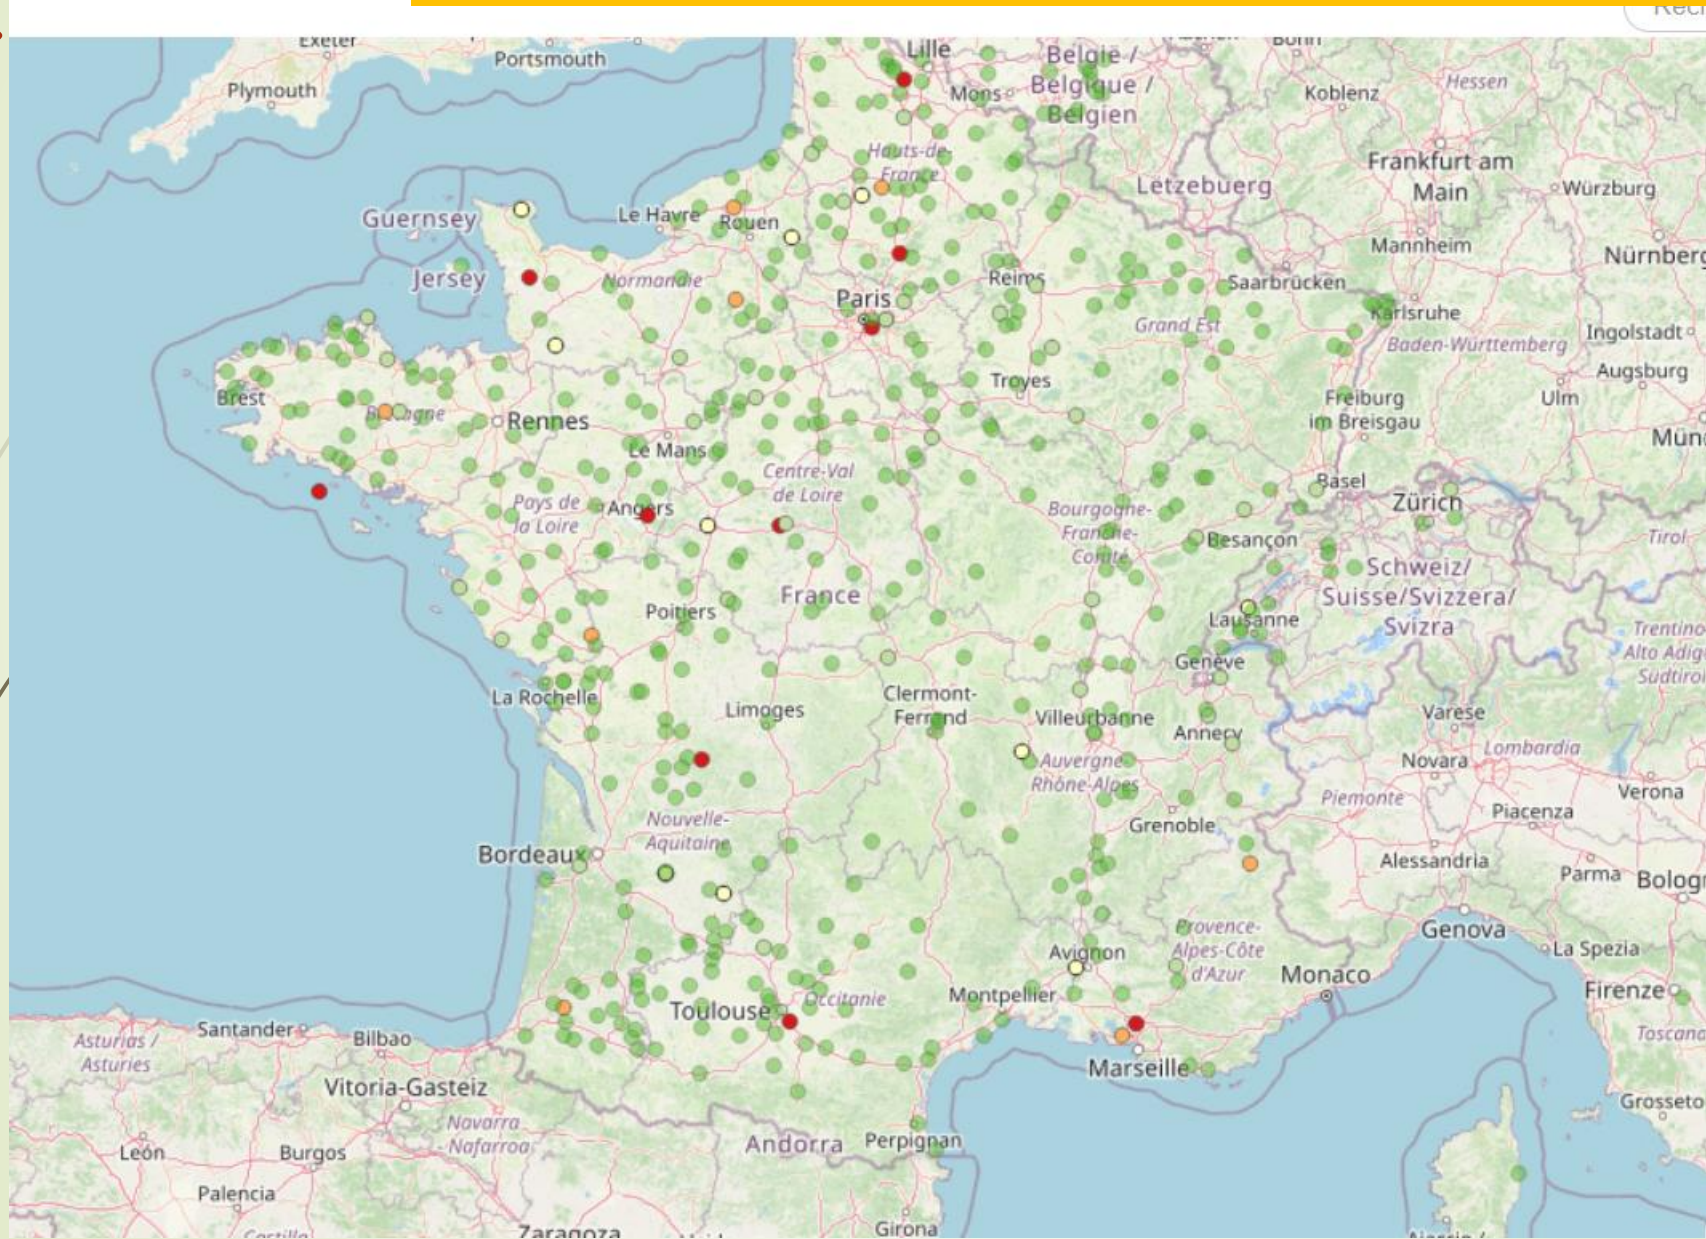 Lille
België /
Belgique /
Belgien
Exeter
Portsmouth
Plymouth
Mons
Bonn
Koblenz
Hessen
Hauts-de-
France
Frankfurt am
Main
Würzburg
Lëtzebuerg
Guernsey
Le Havre
Rouen
Mannheim
Nürnberg
Jersey
Normandie
Reims
Saarbrücken
Paris
Grand Est
Karlsruhe
Baden-Württemberg
Ingolstadt
Troyes
Augsburg
Brest
Bretagne
Rennes
Freiburg
im Breisgau
Ulm
Le Mans
Centre-Val
de Loire
Basel
Zürich
Pays de
la Loire
Angers
Bourgogne-
Franche-
Comté
Besançon
Tirol
France
Poitiers
Schweiz/
Suisse/Svizzera/
Svizra
Lausanne
Trentino-
Alto Adig
Südtirol
Genève
La Rochelle
Limoges
Clermont-
Ferrand
Villeurbanne
Annecy
Varese
Lombardia
Novara
Auvergne-
Rhône-Alpes
Piemonte
Verona
Piacenza
Nouvelle-
Aquitaine
Grenoble
Bordeaux
Alessandria
Parma
Bologn
Provence-
Alpes-Côte
d'Azur
Genova
La Spezia
Avignon
Monaco
Firenze
Toulouse
Occitanie
Montpellier
Toscana
Santander
Bilbao
Asturias /
Asturies
Marseille
Vitoria-Gasteiz
Grosseto
Navarra
- Nafarroa
Andorra
Perpignan
León
Burgos
Palencia
Castilla
Zaragoza
Girona